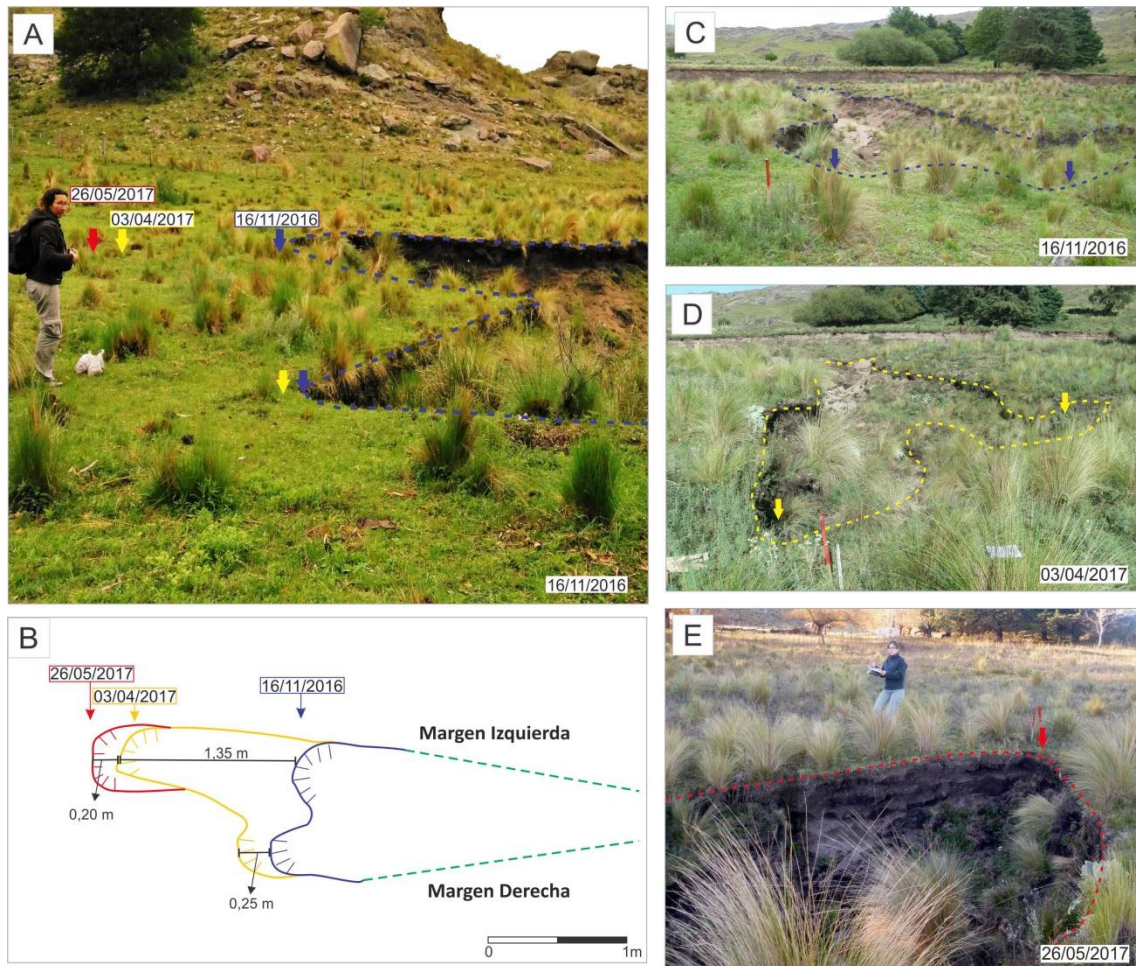 A
26/05/2017
03/04/2017
16/11/2016
16/11/2016
B
26/05/2017
03/04/2017
16/11/2016
1,35 m
Margen Izquierda
0,20 m
0,25 m
Margen Derecha
0
1m
C
16/11/2016
D
03/04/2017
E
26/05/2017